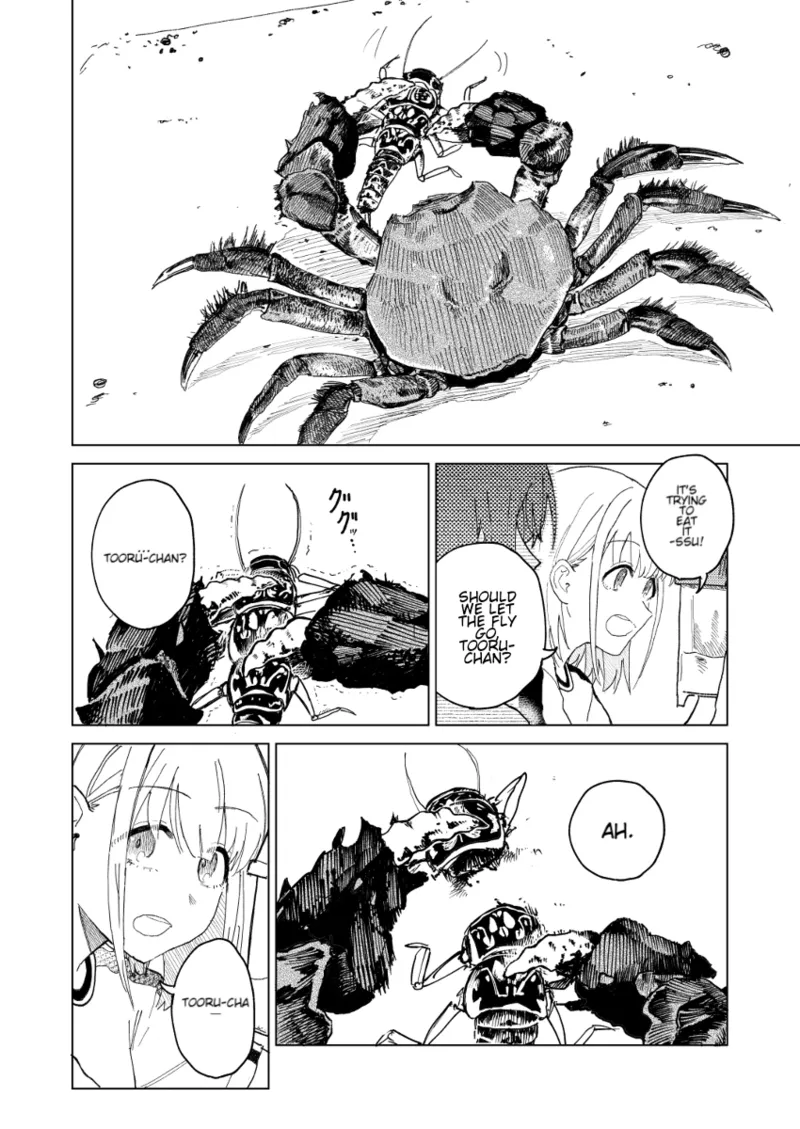 IT'S
TRYING
TO
EAT
IT
-SSU!
SHOULD
WE LET
THE FLY
GO,
TOORU-
CHAN?
グ
グッ…
TOORU-CHAN?
AH.
TOORU-CHA
—